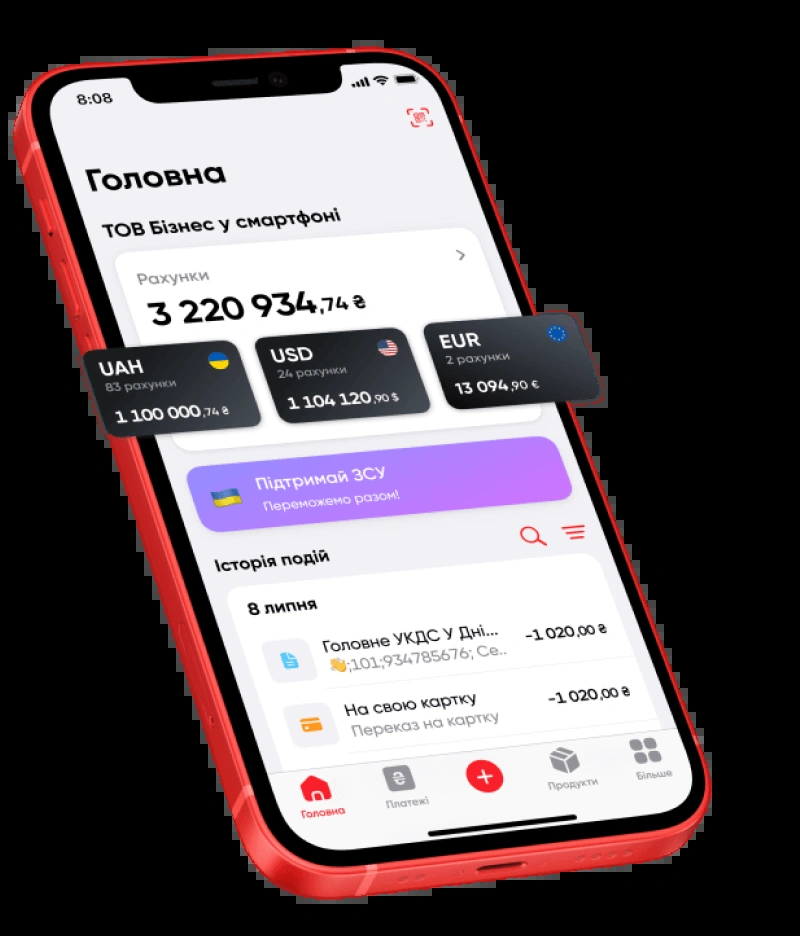 8:08
Головна
ТОВ Бізнес у смартфоні
Рахунки
3 220 934,74 ₴
UAH
83 рахунки
1 100 000,74 ₴
USD
24 рахунки
1 104 120,90 $
EUR
2 рахунки
13 094,90 €
Підтримай ЗСУ
Переможемо разом!
Історія подій
8 липня
Головне УКДС У Дні... -1 020,00 ₴
👋;101;934785676; Се..
На свою картку -1 020,00 ₴
Переказ на картку
Головна
Платежі
Продукти
Більше